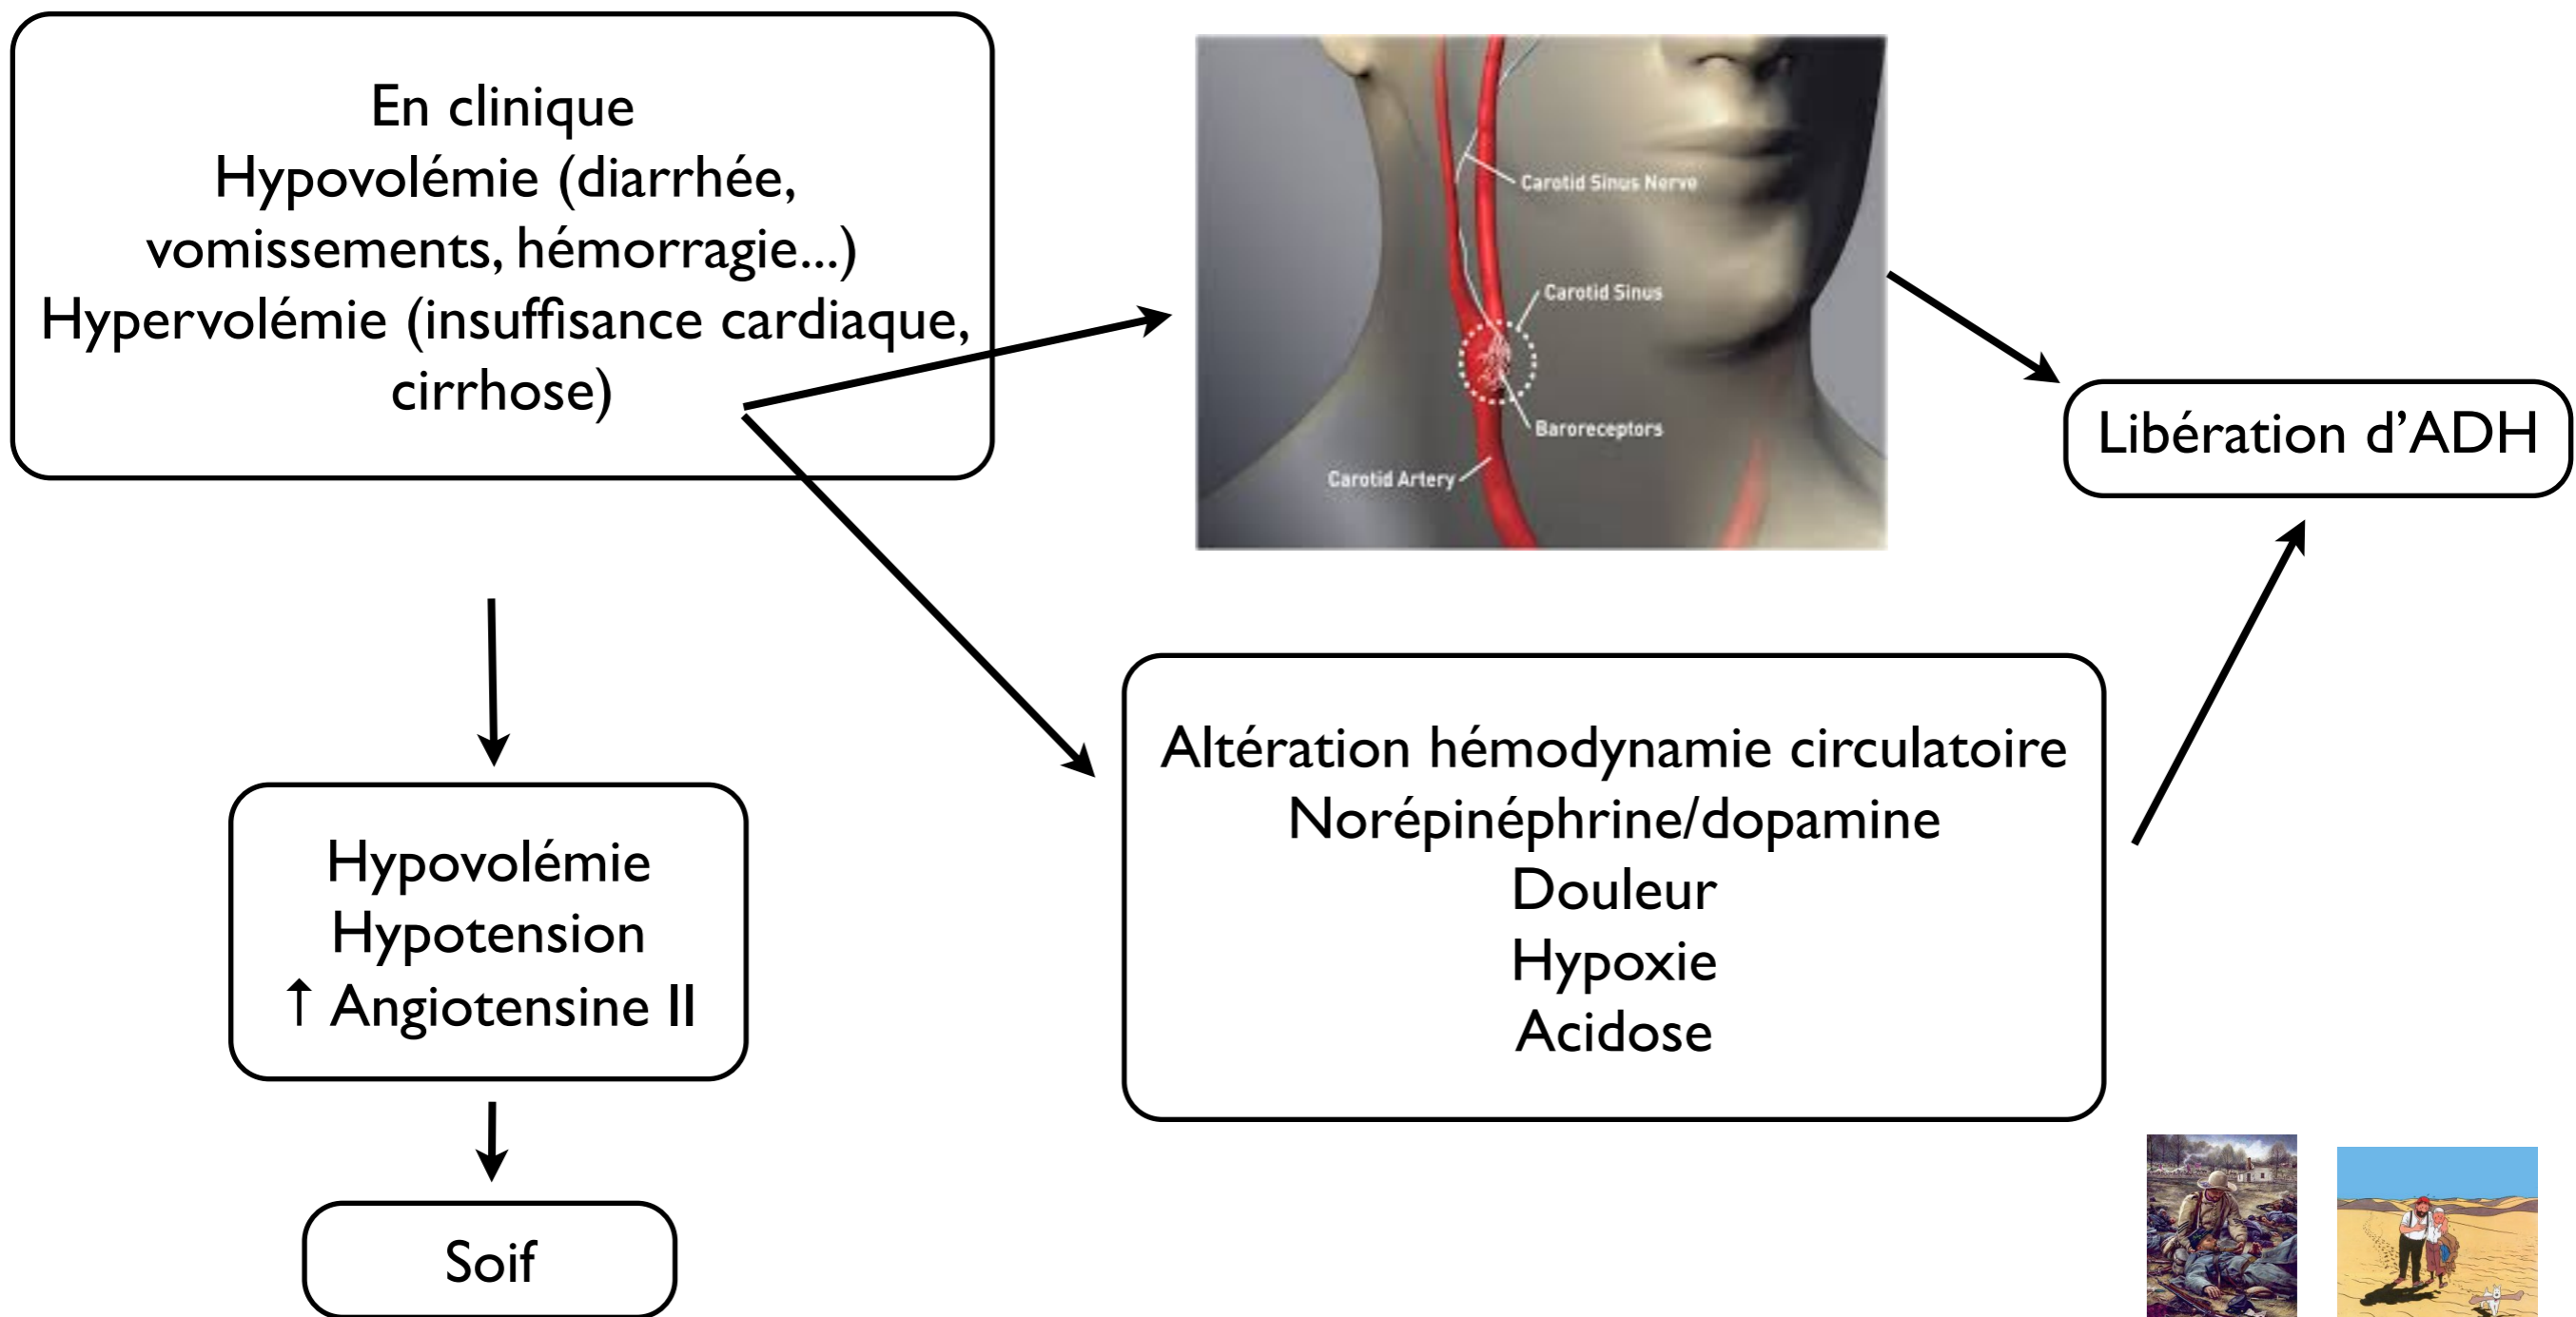 En clinique
Hypovolémie (diarrhée,
vomissements, hémorragie...)
Hypervolémie (insuffisance cardiaque,
cirrhose)
Carotid Sinus Nerve
Carotid Sinus
Baroreceptors
Carotid Artery
Libération d’ADH
Altération hémodynamie circulatoire
Norépinéphrine/dopamine
Douleur
Hypoxie
Acidose
Hypovolémie
Hypotension
↑ Angiotensine II
Soif